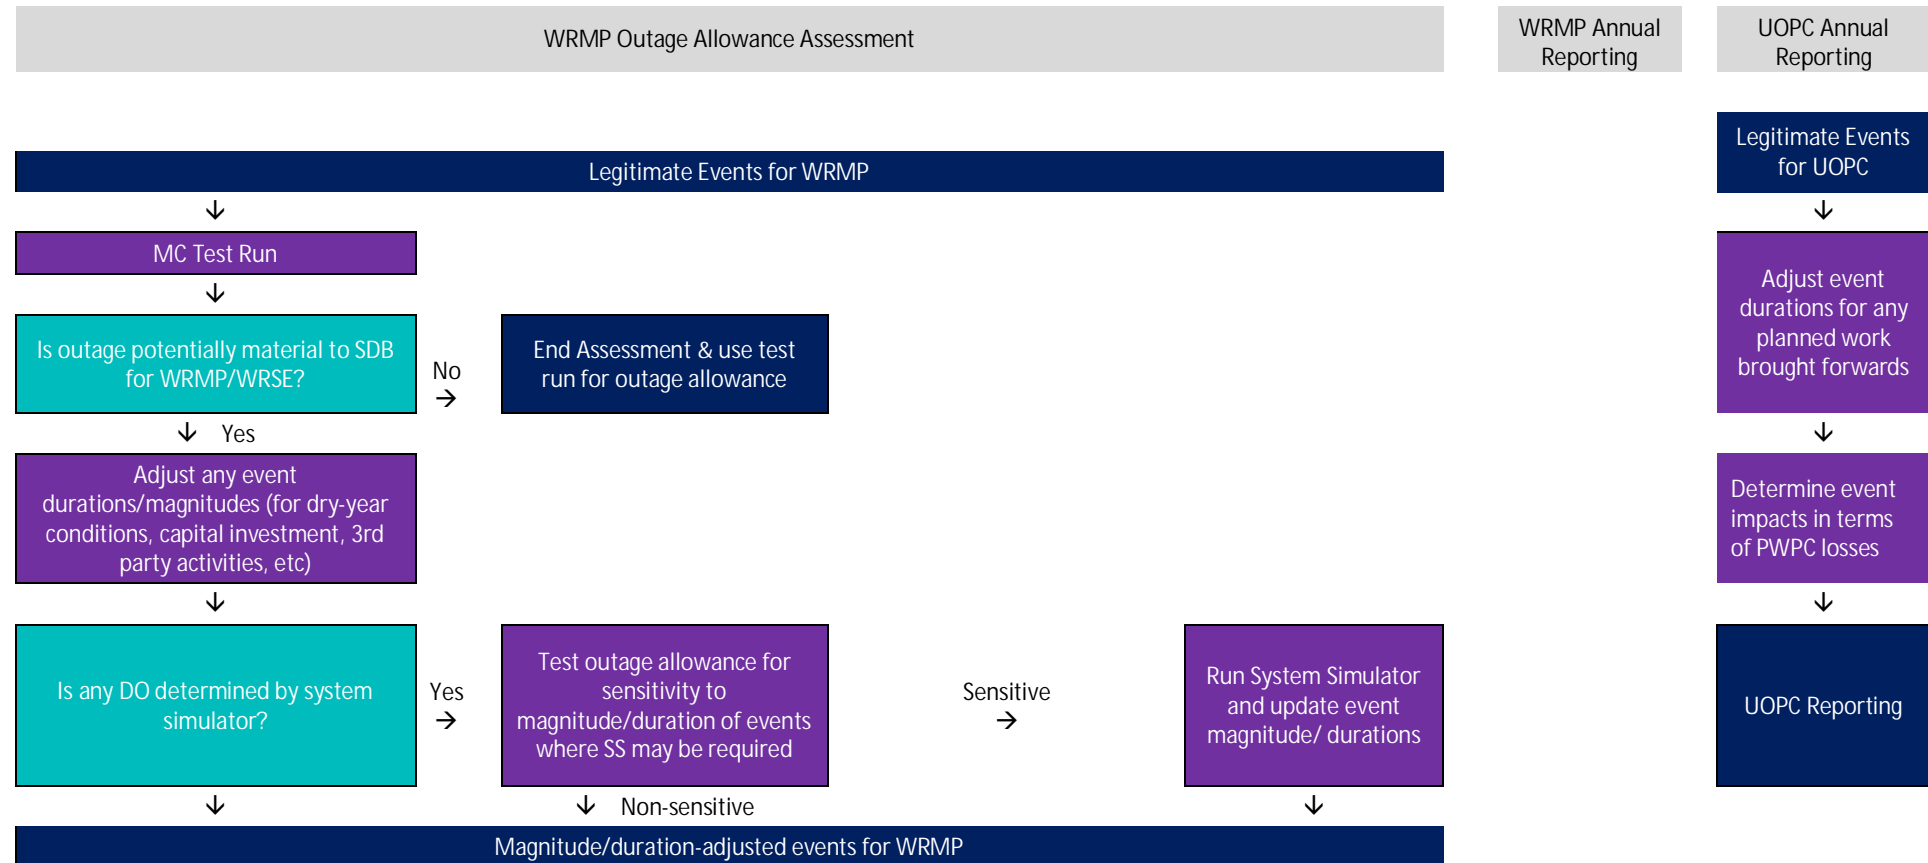 WRMP Outage Allowance Assessment
WRMP Annual
Reporting
UOPC Annual
Reporting
Legitimate Events for WRMP
Legitimate Events
for UOPC
MC Test Run
Adjust event
durations for any
planned work
brought forwards
Is outage potentially material to SDB
for WRMP/WRSE?
No
End Assessment & use test
run for outage allowance
Yes
Adjust any event
durations/magnitudes (for dry-year
conditions, capital investment, 3rd
party activities, etc)
Determine event
impacts in terms
of PWPC losses
Is any DO determined by system
simulator?
Yes
Test outage allowance for
sensitivity to
magnitude/duration of events
where SS may be required
Sensitive
Run System Simulator
and update event
magnitude/ durations
UOPC Reporting
Non-sensitive
Magnitude/duration-adjusted events for WRMP